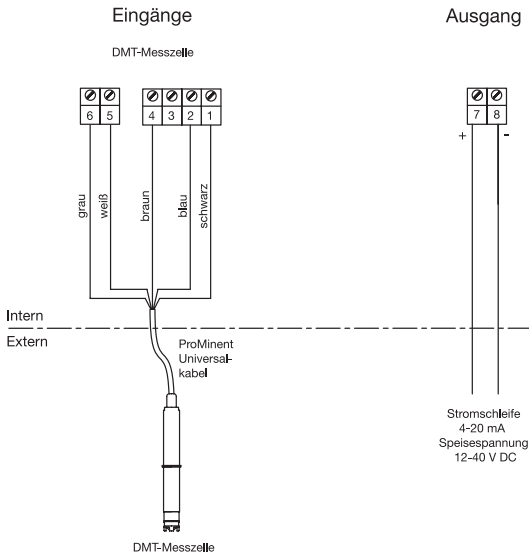 Eingänge
Ausgang
DMT-Messzelle
6 5 4 3 2 1
7 8
+ -
grau
weiß
braun
blau
schwarz
Intern
Extern
ProMinent
Universal-
kabel
Stromschleife
4-20 mA
Speisespannung
12-40 V DC
DMT-Messzelle